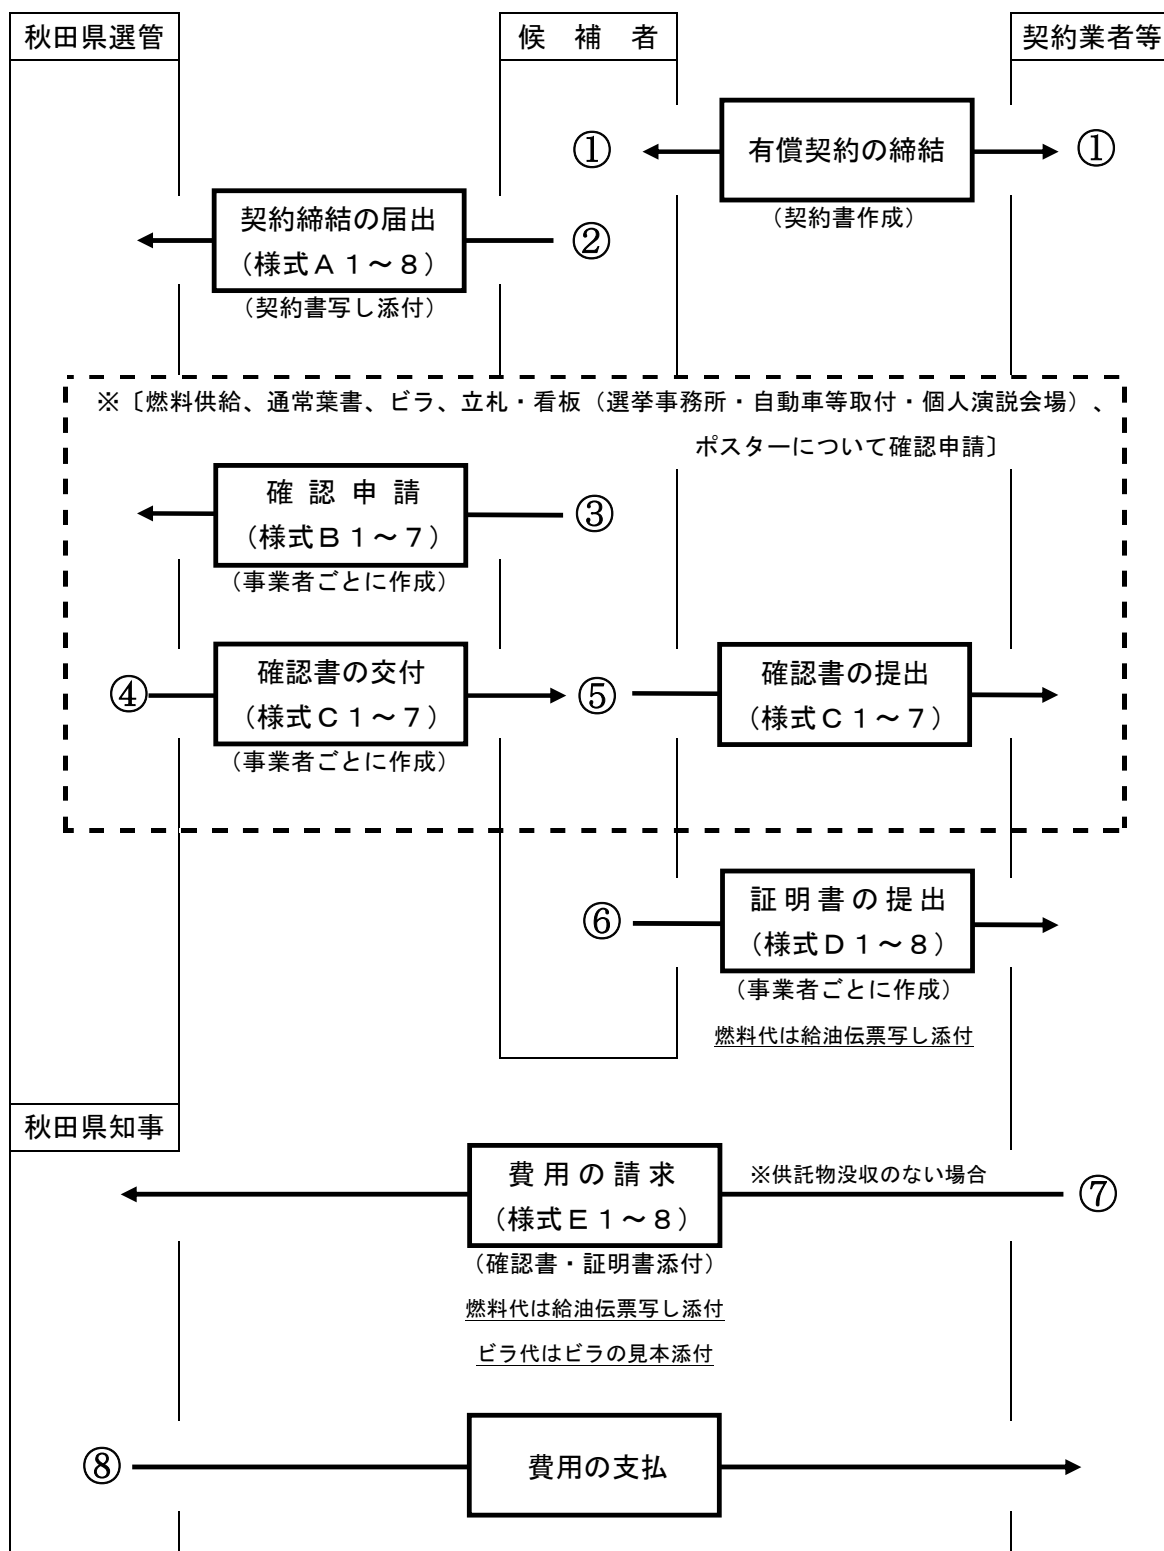 秋田県選管
候　補　者
契約業者等
① 有償契約の締結 ①
（契約書作成）
契約締結の届出 ②
（様式Ａ１～８）
（契約書写し添付）
※〔燃料供給、通常葉書、ビラ、立札・看板（選挙事務所・自動車等取付・個人演説会場）、
ポスターについて確認申請〕
確 認 申 請 ③
（様式Ｂ１～７）
（事業者ごとに作成）
④ 確認書の交付
（様式Ｃ１～７）
（事業者ごとに作成）
⑤ 確認書の提出
（様式Ｃ１～７）
⑥ 証明書の提出
（様式Ｄ１～８）
（事業者ごとに作成）
燃料代は給油伝票写し添付
秋田県知事
費用の請求 ※供託物没収のない場合 ⑦
（様式Ｅ１～８）
（確認書・証明書添付）
燃料代は給油伝票写し添付
ビラ代はビラの見本添付
⑧ 費用の支払